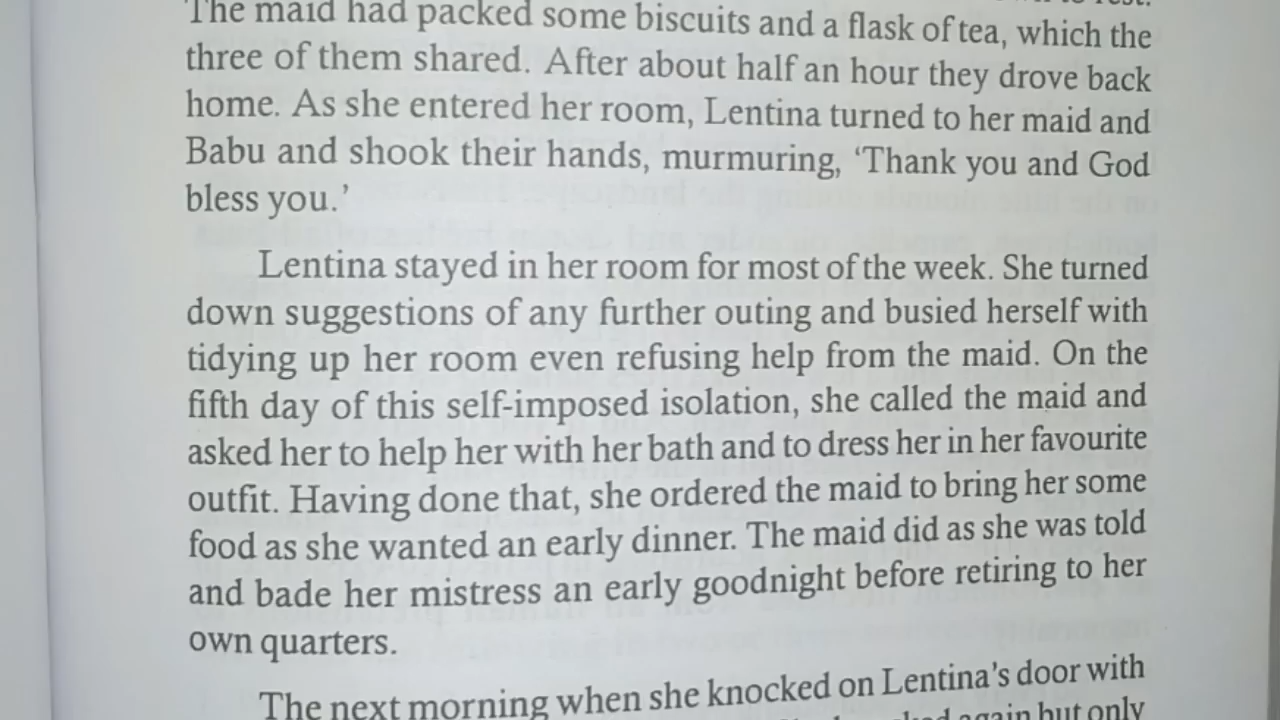 to rest.
The maid had packed some biscuits and a flask of tea, which the
three of them shared. After about half an hour they drove back
home. As she entered her room, Lentina turned to her maid and
Babu and shook their hands, murmuring, ‘Thank you and God
bless you.’
Lentina stayed in her room for most of the week. She turned
down suggestions of any further outing and busied herself with
tidying up her room even refusing help from the maid. On the
fifth day of this self-imposed isolation, she called the maid and
asked her to help her with her bath and to dress her in her favourite
outfit. Having done that, she ordered the maid to bring her some
food as she wanted an early dinner. The maid did as she was told
and bade her mistress an early goodnight before retiring to her
own quarters.
The next morning when she knocked on Lentina’s door with
again but only